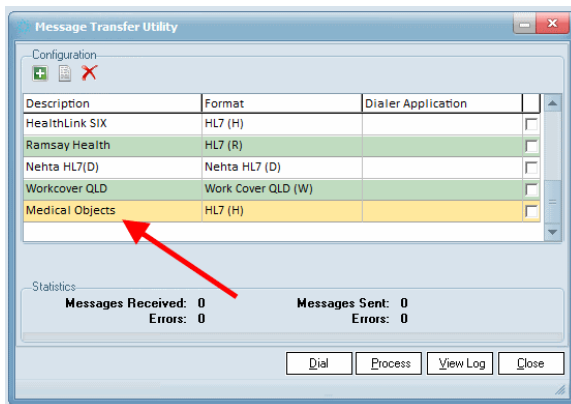 Message Transfer Utility
Configuration
Description Format Dialer Application
HealthLink SIX HL7 (H)
Ramsay Health HL7 (R)
Nehta HL7(D) Nehta HL7 (D)
Workcover QLD Work Cover QLD (W)
Medical Objects HL7 (H)
Statistics
Messages Received: 0 Messages Sent: 0
Errors: 0 Errors: 0
Dial Process View Log Close